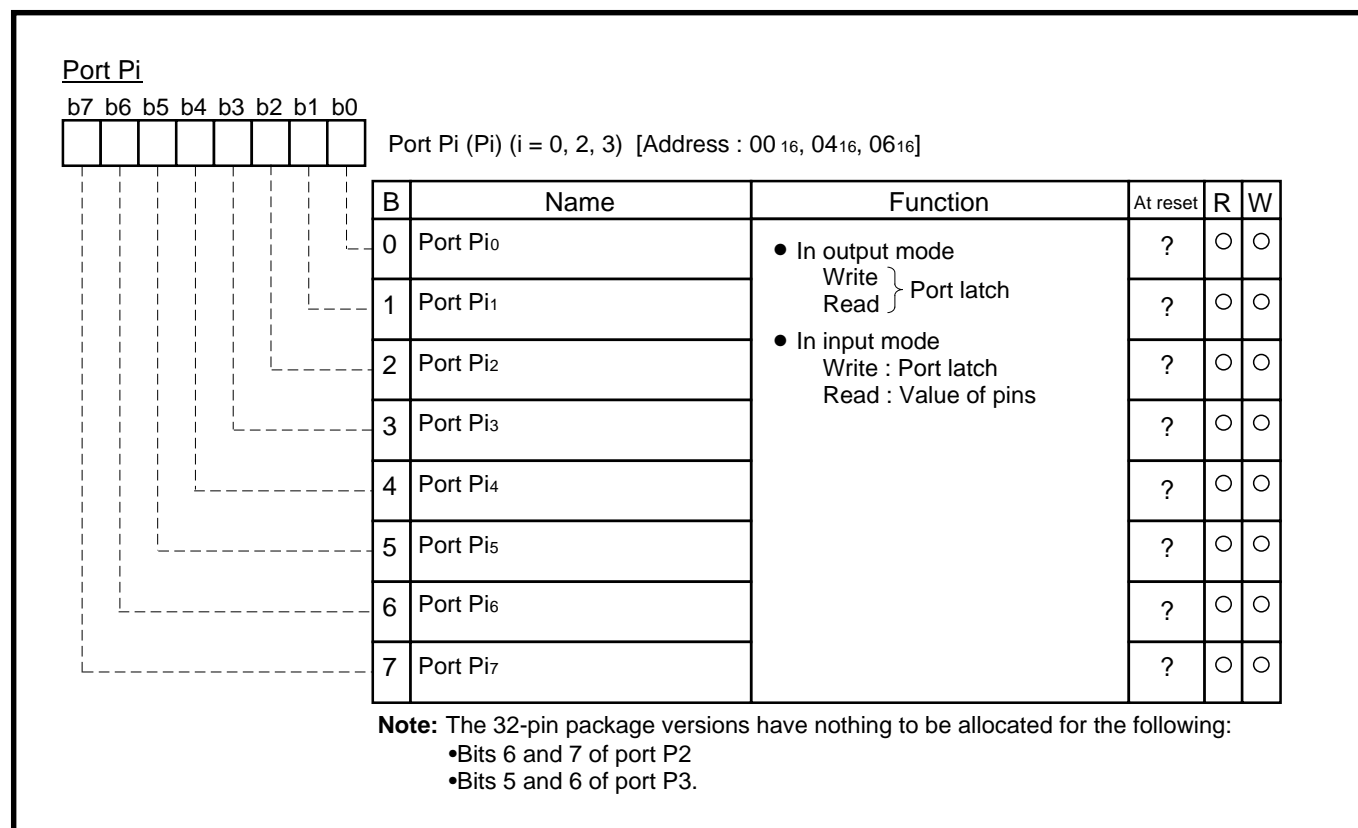 Port Pi
b7 b6 b5 b4 b3 b2 b1 b0
Port Pi (Pi) (i = 0, 2, 3) [Address : 00 16, 0416, 0616]
B Name Function At reset R W
0 Port Pi0 ? ○ ○
● In output mode
Write
Read
Port latch
1 Port Pi1 ? ○ ○
● In input mode
Write : Port latch
Read : Value of pins
2 Port Pi2 ? ○ ○
3 Port Pi3 ? ○ ○
4 Port Pi4 ? ○ ○
5 Port Pi5 ? ○ ○
6 Port Pi6 ? ○ ○
7 Port Pi7 ? ○ ○
Note: The 32-pin package versions have nothing to be allocated for the following:
•Bits 6 and 7 of port P2
•Bits 5 and 6 of port P3.